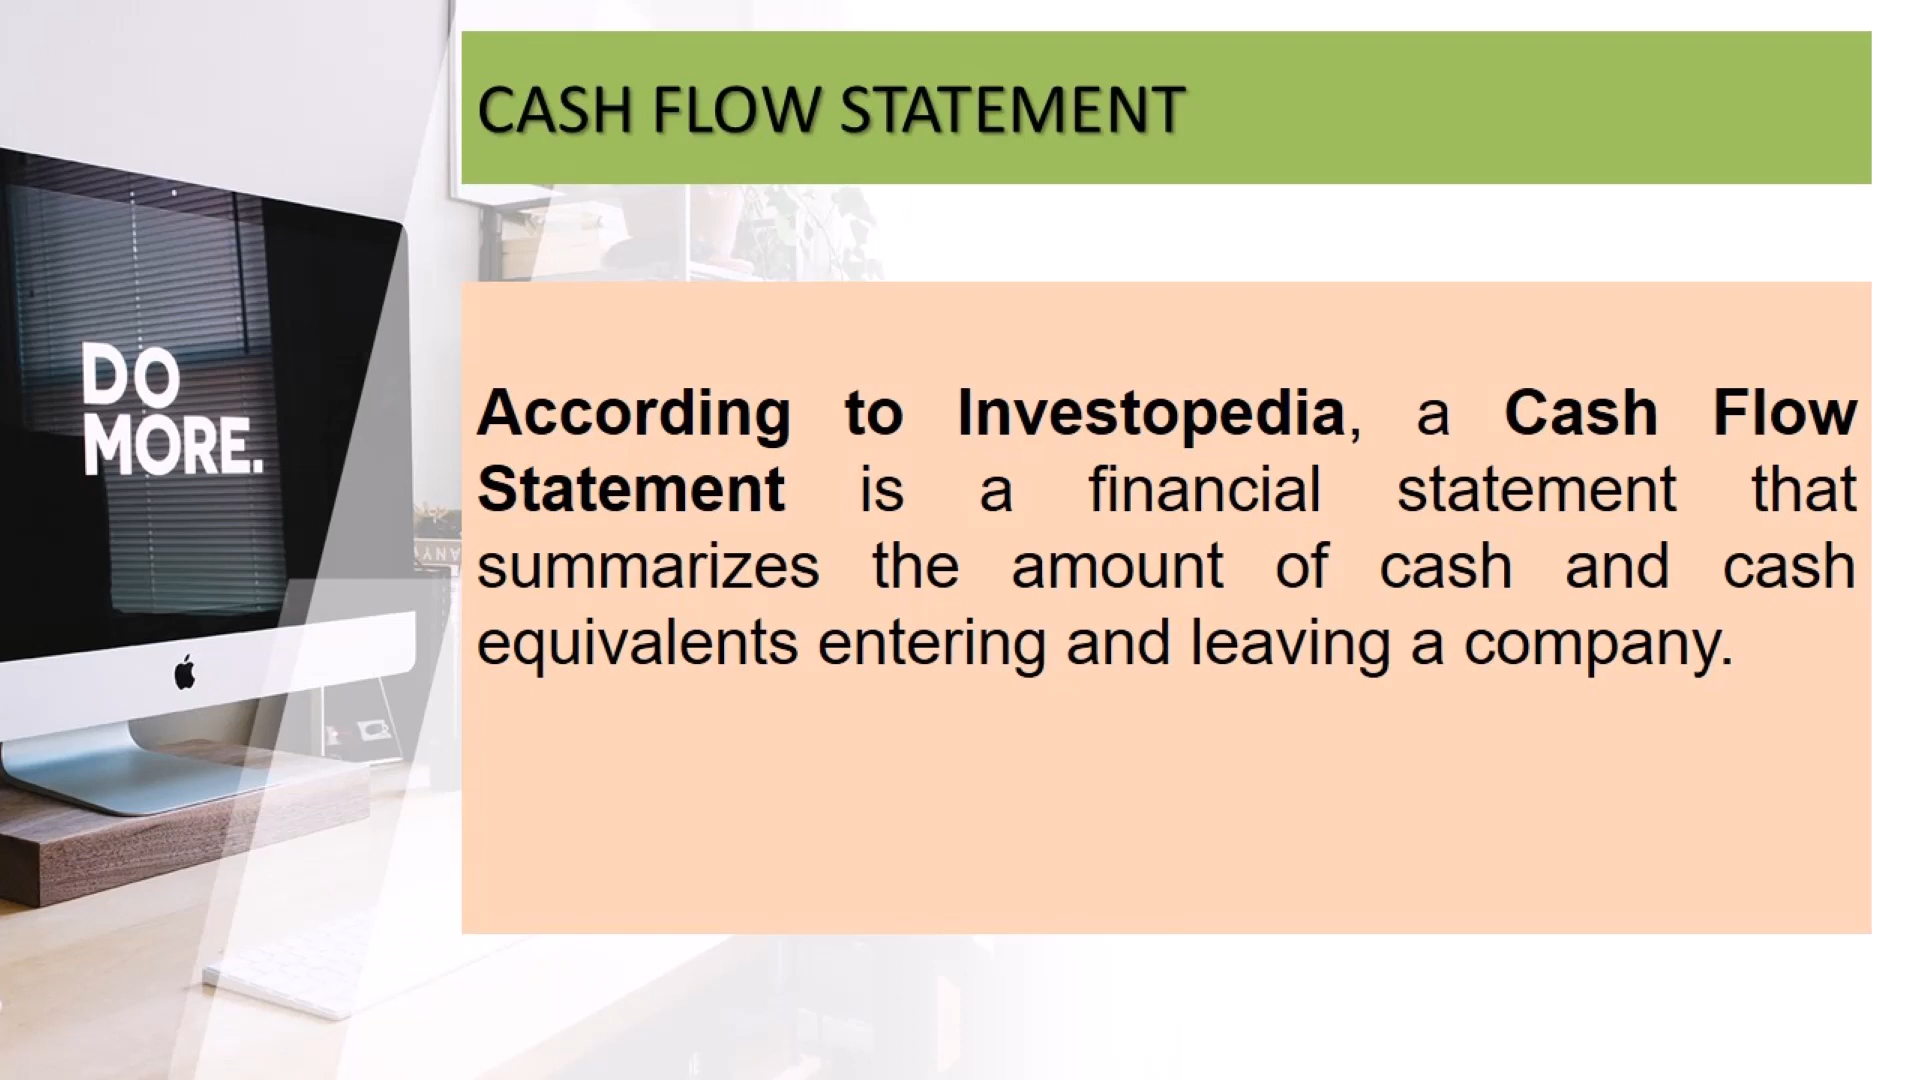 CASH FLOW STATEMENT
DO
MORE.
According to Investopedia, a Cash Flow
Statement is a financial statement that
summarizes the amount of cash and cash
equivalents entering and leaving a company.